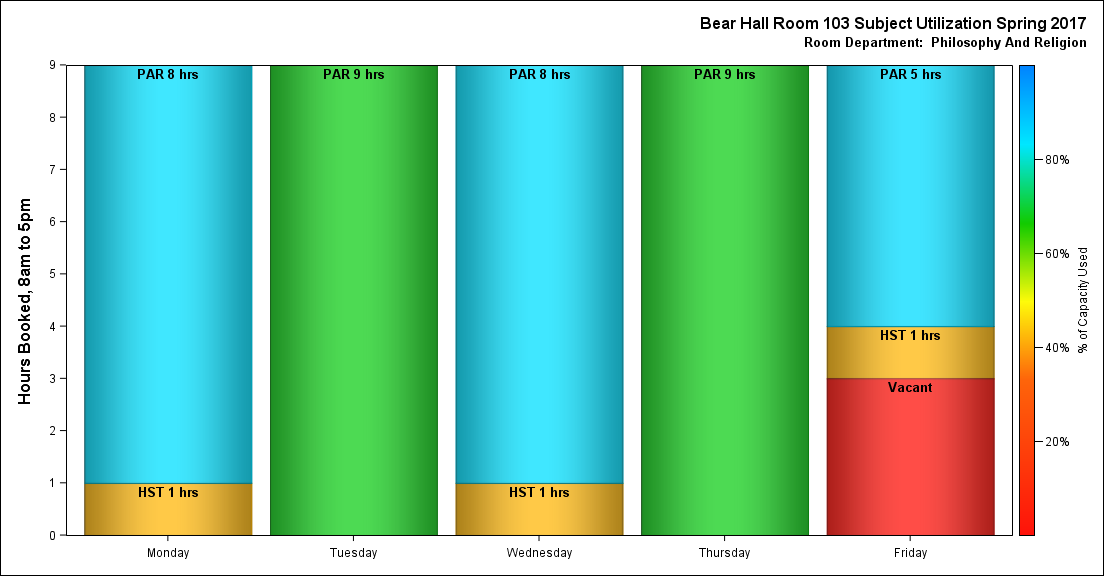 Bear Hall Room 103 Subject Utilization Spring 2017
Room Department:  Philosophy And Religion
Hours Booked, 8am to 5pm
9
8
7
6
5
4
3
2
1
0
PAR 8 hrs
HST 1 hrs
PAR 9 hrs
PAR 8 hrs
HST 1 hrs
PAR 9 hrs
PAR 5 hrs
HST 1 hrs
Vacant
Monday
Tuesday
Wednesday
Thursday
Friday
80%
60%
40%
20%
% of Capacity Used